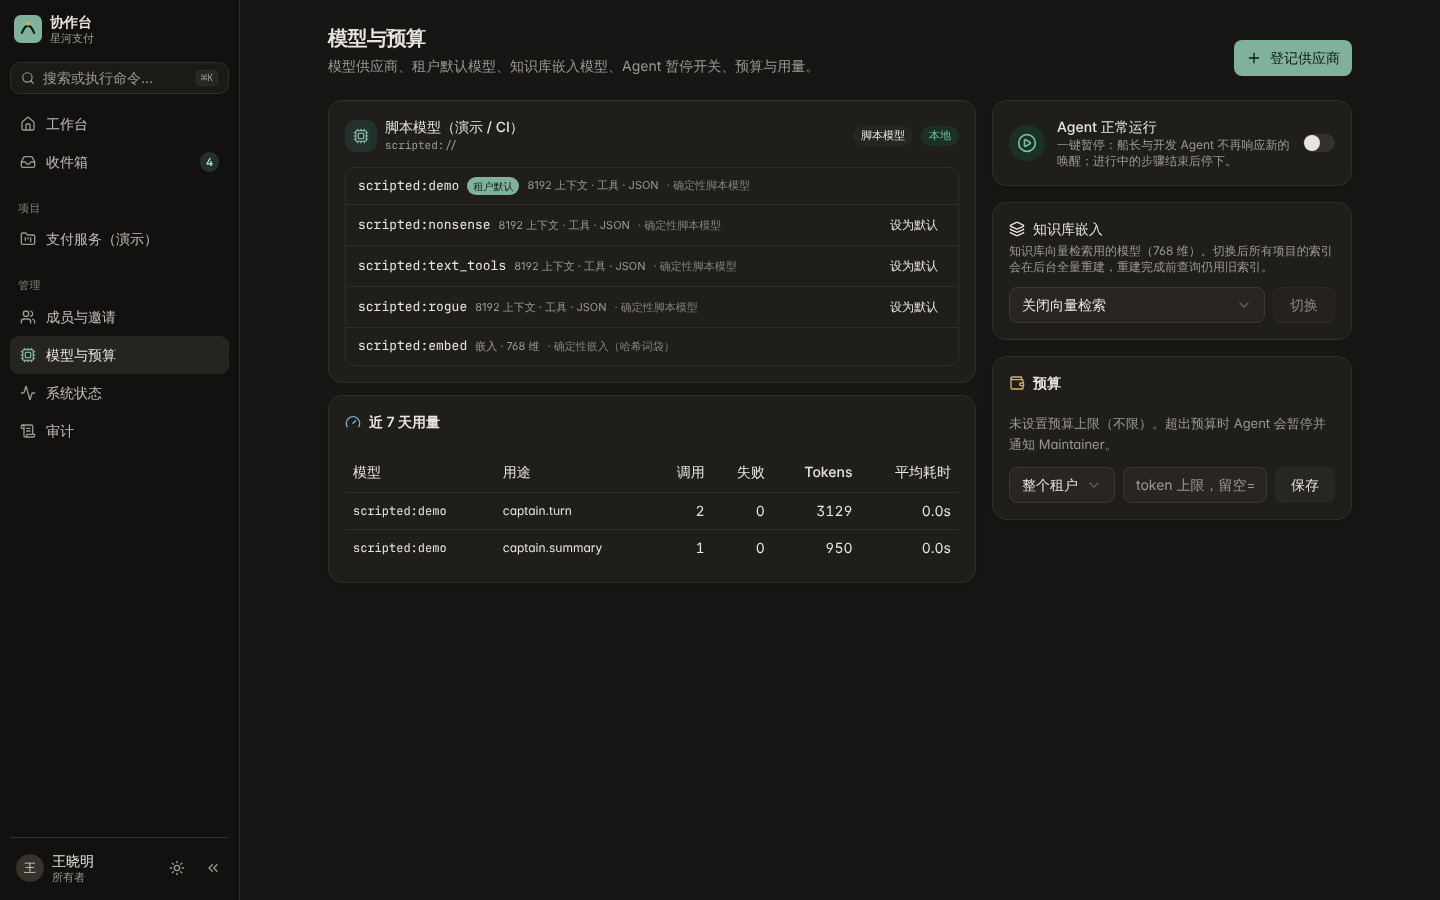 协作台
星河支付
搜索或执行命令... ⌘K
工作台
收件箱 4
项目
支付服务（演示）
管理
成员与邀请
模型与预算
系统状态
审计
王 王晓明
所有者
模型与预算
模型供应商、租户默认模型、知识库嵌入模型、Agent 暂停开关、预算与用量。
登记供应商
脚本模型（演示 / CI）
scripted://
脚本模型 本地
scripted:demo 租户默认 8192 上下文 · 工具 · JSON · 确定性脚本模型
scripted:nonsense 8192 上下文 · 工具 · JSON · 确定性脚本模型 设为默认
scripted:text_tools 8192 上下文 · 工具 · JSON · 确定性脚本模型 设为默认
scripted:rogue 8192 上下文 · 工具 · JSON · 确定性脚本模型 设为默认
scripted:embed 嵌入 · 768 维 · 确定性嵌入（哈希词袋）
近 7 天用量
模型 用途 调用 失败 Tokens 平均耗时
scripted:demo captain.turn 2 0 3129 0.0s
scripted:demo captain.summary 1 0 950 0.0s
Agent 正常运行
一键暂停：船长与开发 Agent 不再响应新的
唤醒；进行中的步骤结束后停下。
知识库嵌入
知识库向量检索用的模型（768 维）。切换后所有项目的索引
会在后台全量重建，重建完成前查询仍用旧索引。
关闭向量检索 切换
预算
未设置预算上限（不限）。超出预算时 Agent 会暂停并
通知 Maintainer。
整个租户 token 上限，留空= 保存